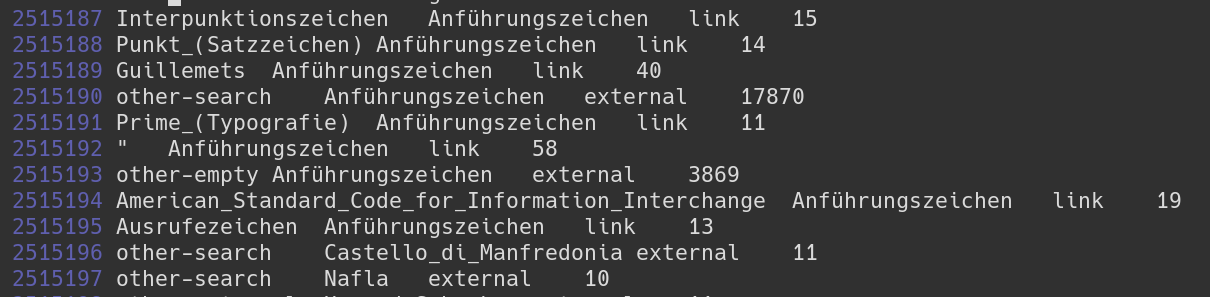 2515187 Interpunktionszeichen Anführungszeichen link 15
2515188 Punkt_(Satzzeichen) Anführungszeichen link 14
2515189 Guillemets Anführungszeichen link 40
2515190 other-search Anführungszeichen external 17870
2515191 Prime_(Typografie) Anführungszeichen link 11
2515192 " Anführungszeichen link 58
2515193 other-empty Anführungszeichen external 3869
2515194 American_Standard_Code_for_Information_Interchange Anführungszeichen link 19
2515195 Ausrufezeichen Anführungszeichen link 13
2515196 other-search Castello_di_Manfredonia external 11
2515197 other-search Nafla external 10